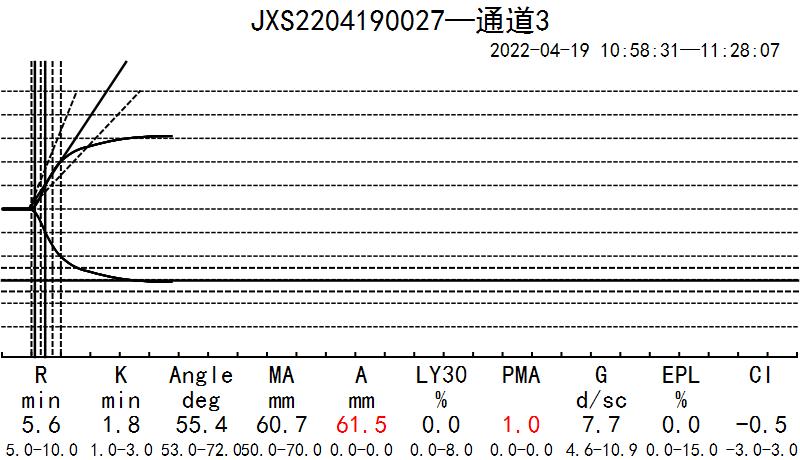 JXS2204190027—通道3
2022-04-19 10:58:31—11:28:07
R K Angle MA A LY30 PMA G EPL CI
min min deg mm mm % d/sc %
5.6 1.8 55.4 60.7 61.5 0.0 1.0 7.7 0.0 -0.5
5.0-10.0 1.0-3.0 53.0-72.0 50.0-70.0 0.0-0.0 0.0-8.0 0.0-0.0 4.6-10.9 0.0-15.0 -3.0-3.0